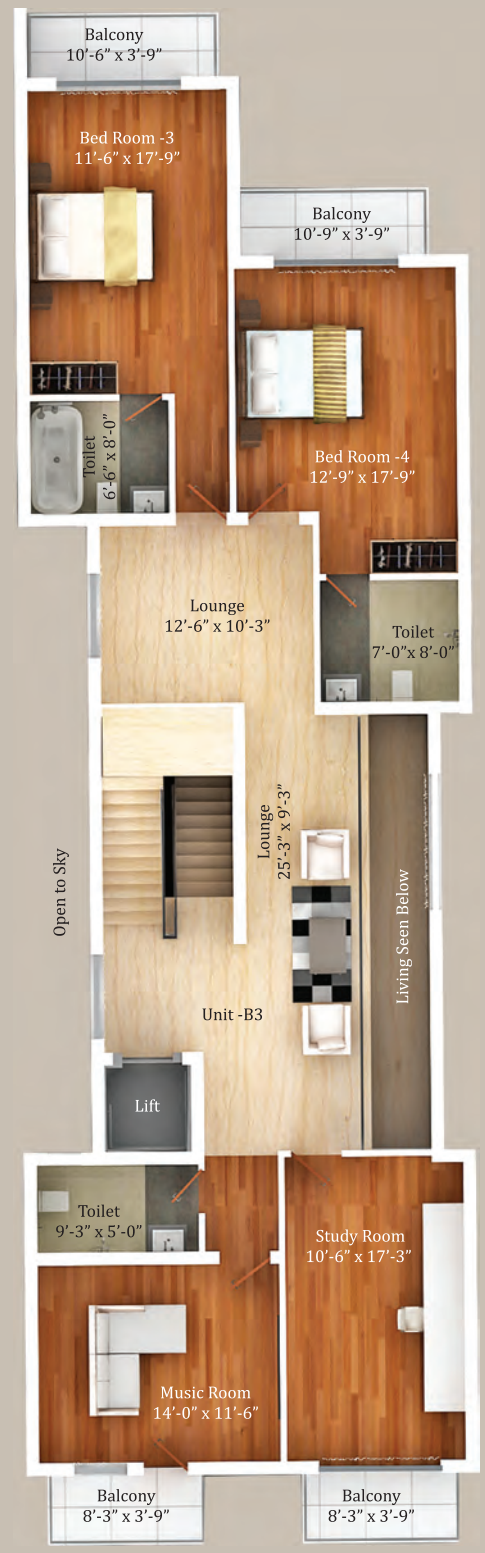 Balcony
10'-6" x 3'-9"
Bed Room -3
11'-6" x 17'-9"
Balcony
10'-9" x 3'-9"
Toilet
6'-6" x 8'-0"
Bed Room -4
12'-9" x 17'-9"
Lounge
12'-6" x 10'-3"
Toilet
7'-0"x 8'-0"
Lounge
25'-3" x 9'-3"
Open to Sky
Living Seen Below
Unit -B3
Lift
Toilet
9'-3" x 5'-0"
Study Room
10'-6" x 17'-3"
Music Room
14'-0" x 11'-6"
Balcony
8'-3" x 3'-9"
Balcony
8'-3" x 3'-9"